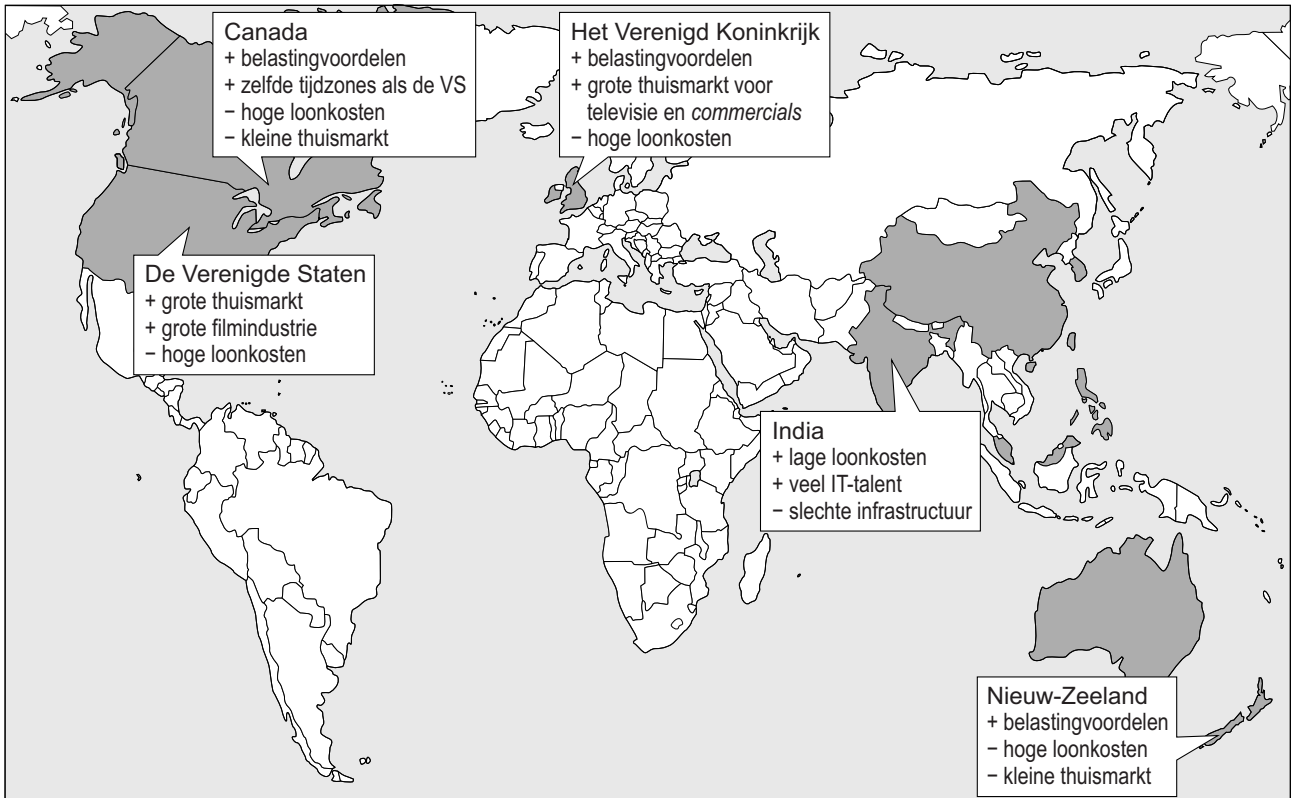 Canada
+ belastingvoordelen
+ zelfde tijdzones als de VS
− hoge loonkosten
− kleine thuismarkt
Het Verenigd Koninkrijk
+ belastingvoordelen
+ grote thuismarkt voor
televisie en commercials
− hoge loonkosten
De Verenigde Staten
+ grote thuismarkt
+ grote filmindustrie
− hoge loonkosten
India
+ lage loonkosten
+ veel IT-talent
− slechte infrastructuur
Nieuw-Zeeland
+ belastingvoordelen
− hoge loonkosten
− kleine thuismarkt